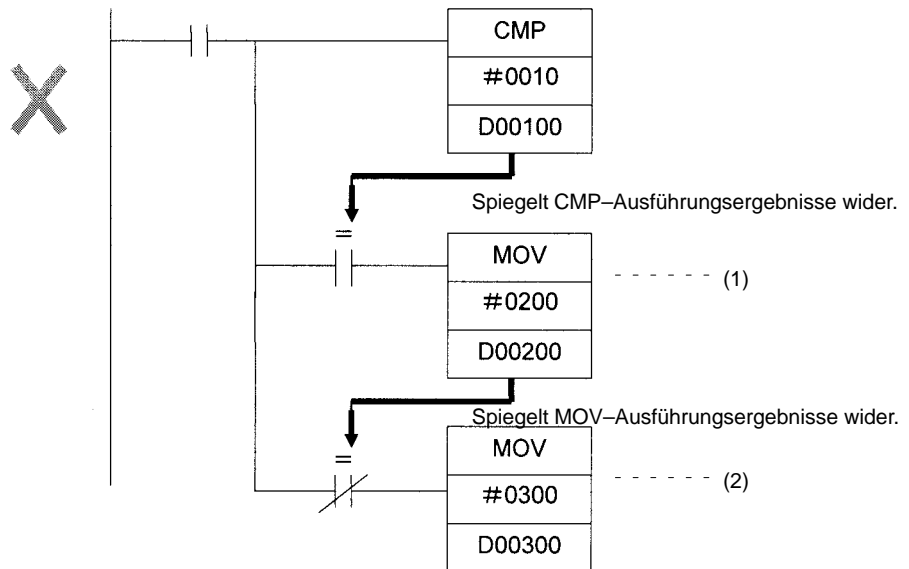 CMP
#0010
D00100
Spiegelt CMP–Ausführungsergebnisse wider.
=
MOV
(1)
#0200
D00200
Spiegelt MOV–Ausführungsergebnisse wider.
=
MOV
(2)
#0300
D00300